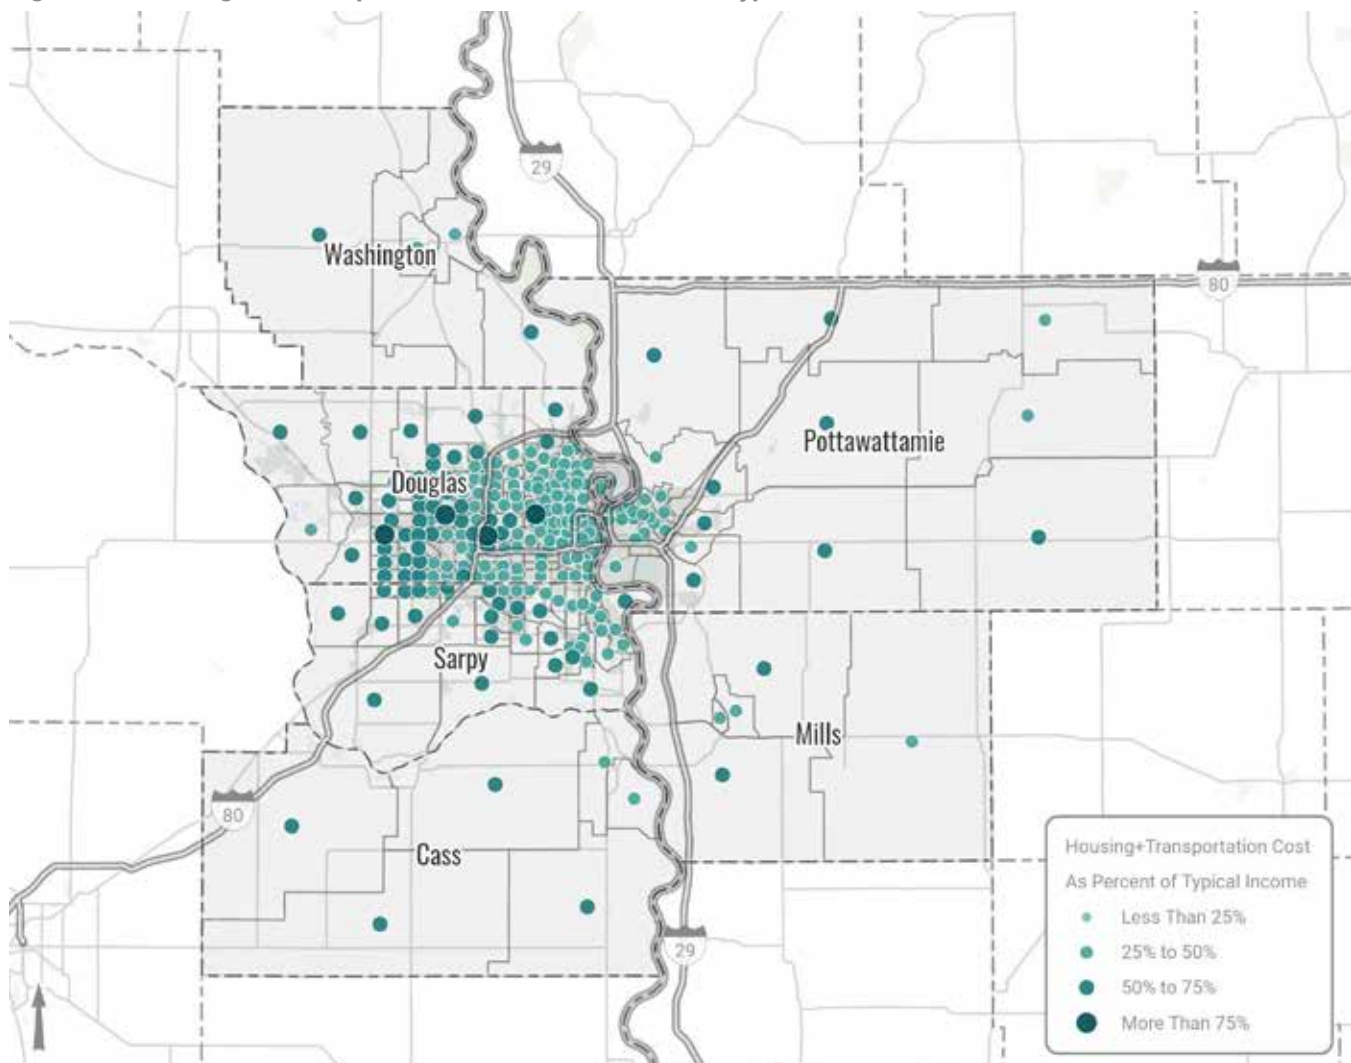 29
Washington
80
Pottawattamie
Douglas
Sarpy
Mills
80
Cass
29
Housing+Transportation Cost
As Percent of Typical Income
Less Than 25%
25% to 50%
50% to 75%
More Than 75%